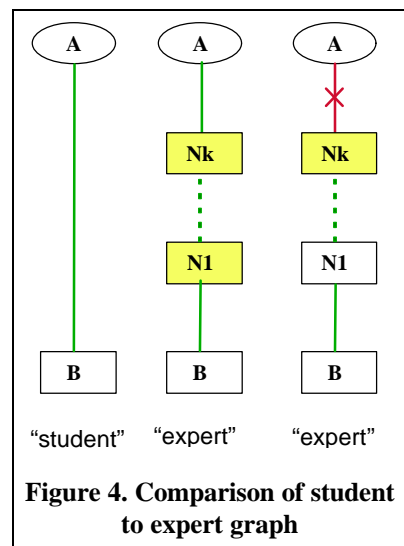 A A A
Nk Nk
N1 N1
B B B
“student” “expert” “expert”
Figure 4. Comparison of student
to expert graph